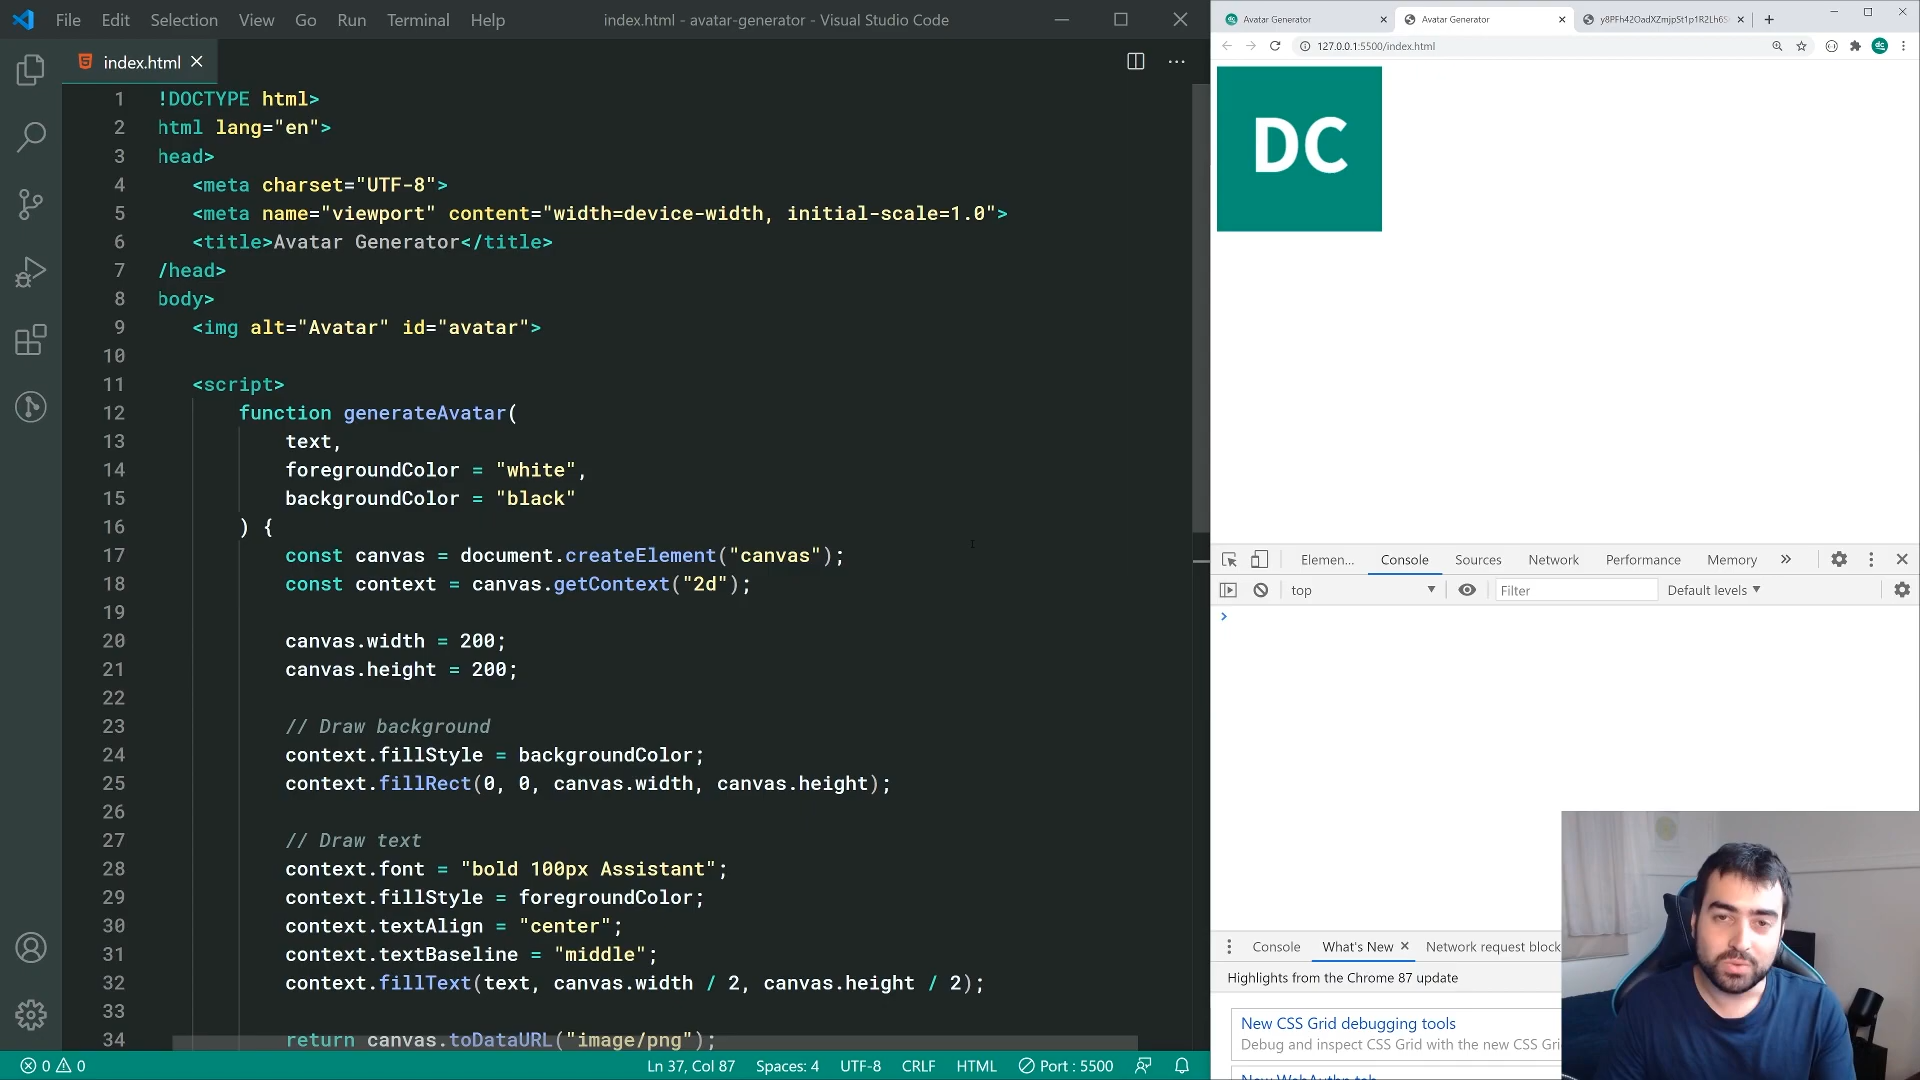 File Edit Selection View Go Run Terminal Help
index.html - avatar-generator - Visual Studio Code
index.html
1 !DOCTYPE html>
2 html lang="en">
3 head>
4 <meta charset="UTF-8">
5 <meta name="viewport" content="width=device-width, initial-scale=1.0">
6 <title>Avatar Generator</title>
7 /head>
8 body>
9 <img alt="Avatar" id="avatar">
10
11 <script>
12 function generateAvatar(
13 text,
14 foregroundColor = "white",
15 backgroundColor = "black"
16 ) {
17 const canvas = document.createElement("canvas");
18 const context = canvas.getContext("2d");
19
20 canvas.width = 200;
21 canvas.height = 200;
22
23 // Draw background
24 context.fillStyle = backgroundColor;
25 context.fillRect(0, 0, canvas.width, canvas.height);
26
27 // Draw text
28 context.font = "bold 100px Assistant";
29 context.fillStyle = foregroundColor;
30 context.textAlign = "center";
31 context.textBaseline = "middle";
32 context.fillText(text, canvas.width / 2, canvas.height / 2);
33
34 return canvas.toDataURL("image/png");
0 0 Ln 37, Col 87 Spaces: 4 UTF-8 CRLF HTML Port : 5500
Avatar Generator Avatar Generator
127.0.0.1:5500/index.html
DC
Elemen... Console Sources Network Performance Memory
top Filter Default levels
Console What's New Network request block
Highlights from the Chrome 87 update
New CSS Grid debugging tools
Debug and inspect CSS Grid with the new CSS Gri